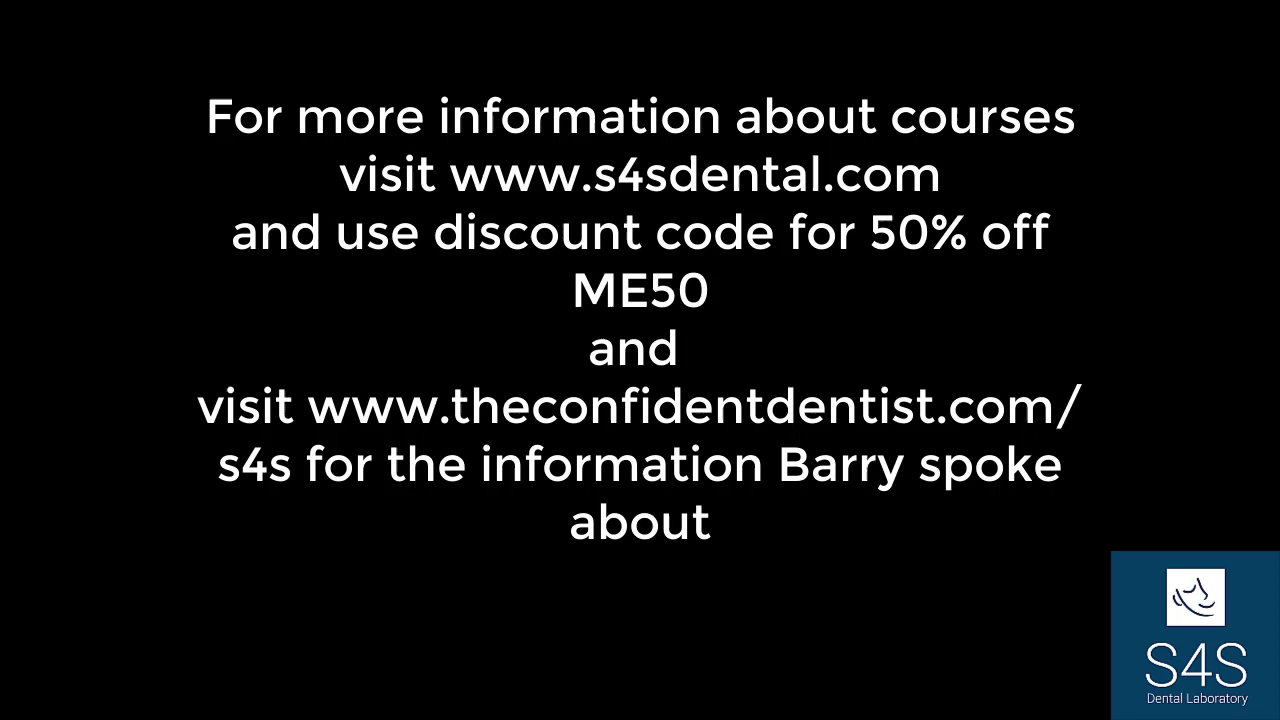 For more information about courses
visit www.s4sdental.com
and use discount code for 50% off
ME50
and
visit www.theconfidentdentist.com/
s4s for the information Barry spoke
about
S4S
Dental Laboratory